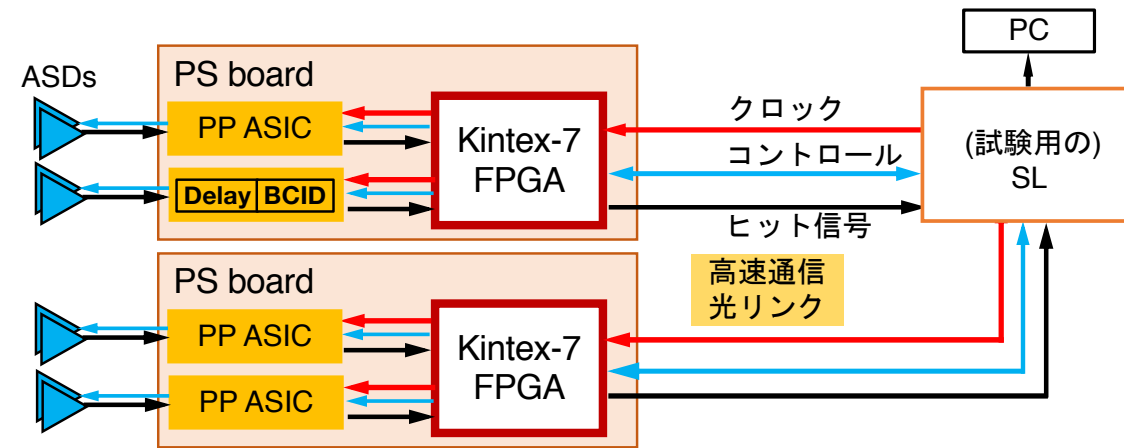 PC
ASDs
PS board
PP ASIC
Delay BCID
Kintex-7
FPGA
クロック
コントロール
ヒット信号
(試験用の)
SL
高速通信
光リンク
PS board
PP ASIC
PP ASIC
Kintex-7
FPGA